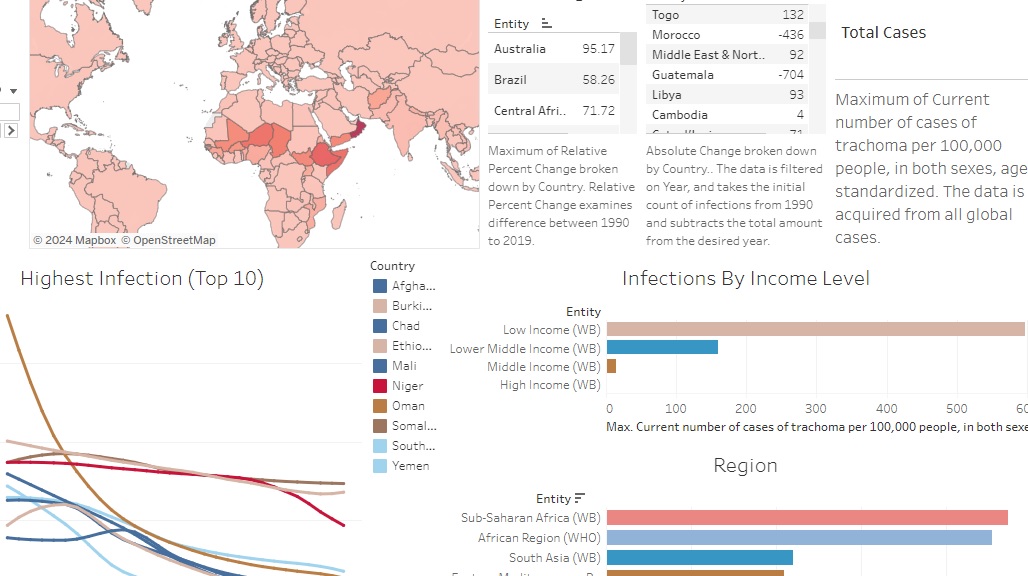 © 2024 Mapbox © OpenStreetMap
Entity
Australia 95.17
Brazil 58.26
Central Afri.. 71.72
Maximum of Relative
Percent Change broken
down by Country. Relative
Percent Change examines
difference between 1990
to 2019.
Togo 132
Morocco -436
Middle East & Nort.. 92
Guatemala -704
Libya 93
Cambodia 4
Absolute Change broken down
by Country.. The data is filtered
on Year, and takes the initial
count of infections from 1990
and subtracts the total amount
from the desired year.
Total Cases
Maximum of Current
number of cases of
trachoma per 100,000
people, in both sexes, age
standardized. The data is
acquired from all global
cases.
Highest Infection (Top 10)
Country
Afgha...
Burki...
Chad
Ethio...
Mali
Niger
Oman
Somal...
South...
Yemen
Infections By Income Level
Entity
Low Income (WB)
Lower Middle Income (WB)
Middle Income (WB)
High Income (WB)
0 100 200 300 400 500 60
Max. Current number of cases of trachoma per 100,000 people, in both sexe
Region
Entity
Sub-Saharan Africa (WB)
African Region (WHO)
South Asia (WB)